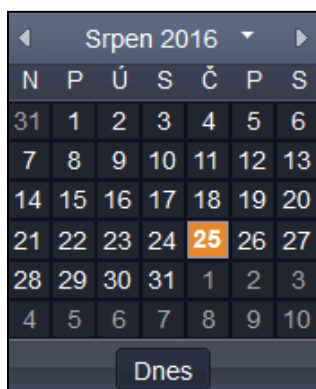 Srpen 2016
N P Ú S Č P S
31 1 2 3 4 5 6
7 8 9 10 11 12 13
14 15 16 17 18 19 20
21 22 23 24 25 26 27
28 29 30 31 1 2 3
4 5 6 7 8 9 10
Dnes